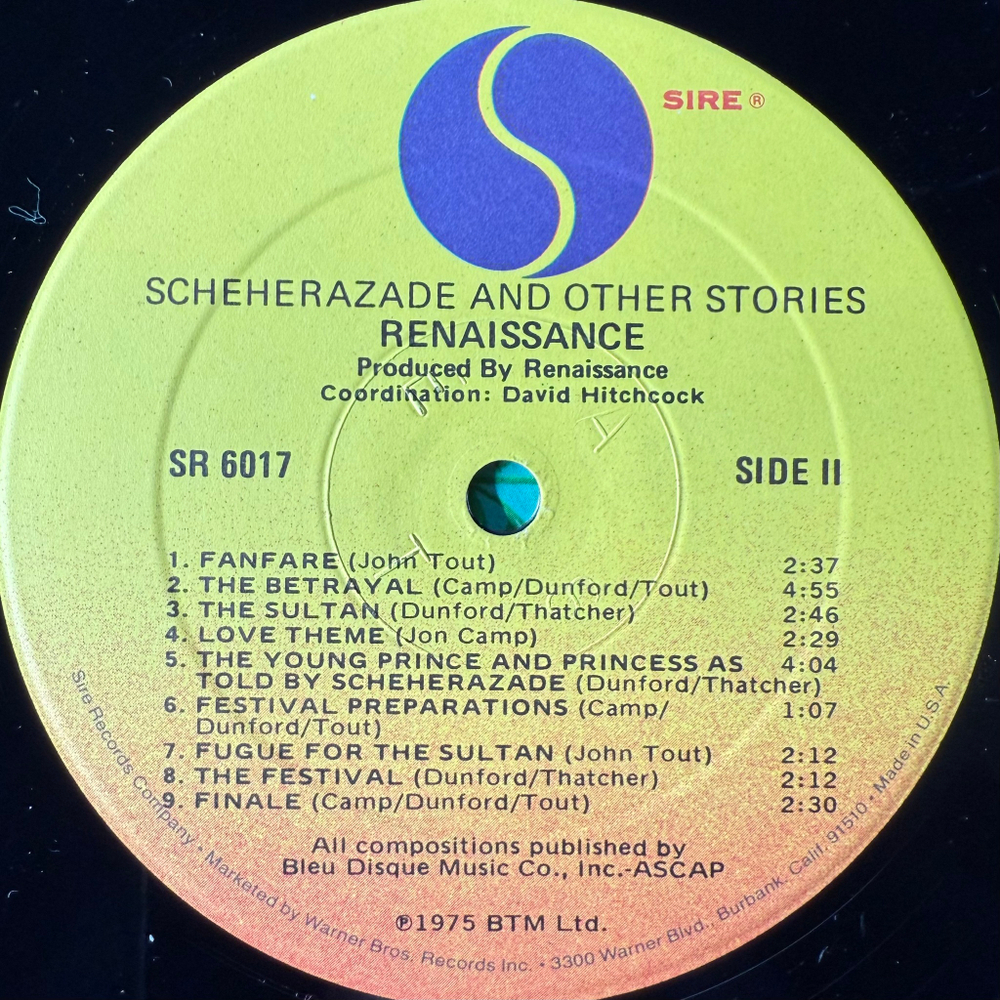 SIRE ®
SCHEHERAZADE AND OTHER STORIES
RENAISSANCE
Produced By Renaissance
Coordination: David Hitchcock
SR 6017
SIDE II
1. FANFARE (John Tout) 2:37
2. THE BETRAYAL (Camp/Dunford/Tout) 4:55
3. THE SULTAN (Dunford/Thatcher) 2:46
4. LOVE THEME (Jon Camp) 2:29
5. THE YOUNG PRINCE AND PRINCESS AS 4:04
TOLD BY SCHEHERAZADE (Dunford/Thatcher)
6. FESTIVAL PREPARATIONS (Camp/ 1:07
Dunford/Tout)
7. FUGUE FOR THE SULTAN (John Tout) 2:12
8. THE FESTIVAL (Dunford/Thatcher) 2:12
9. FINALE (Camp/Dunford/Tout) 2:30
All compositions published by
Bleu Disque Music Co., Inc.-ASCAP
℗1975 BTM Ltd.
Sire Records Company • Marketed by Warner Bros. Records Inc. • 3300 Warner Blvd., Burbank, Calif. 91510 • Made in U.S.A.